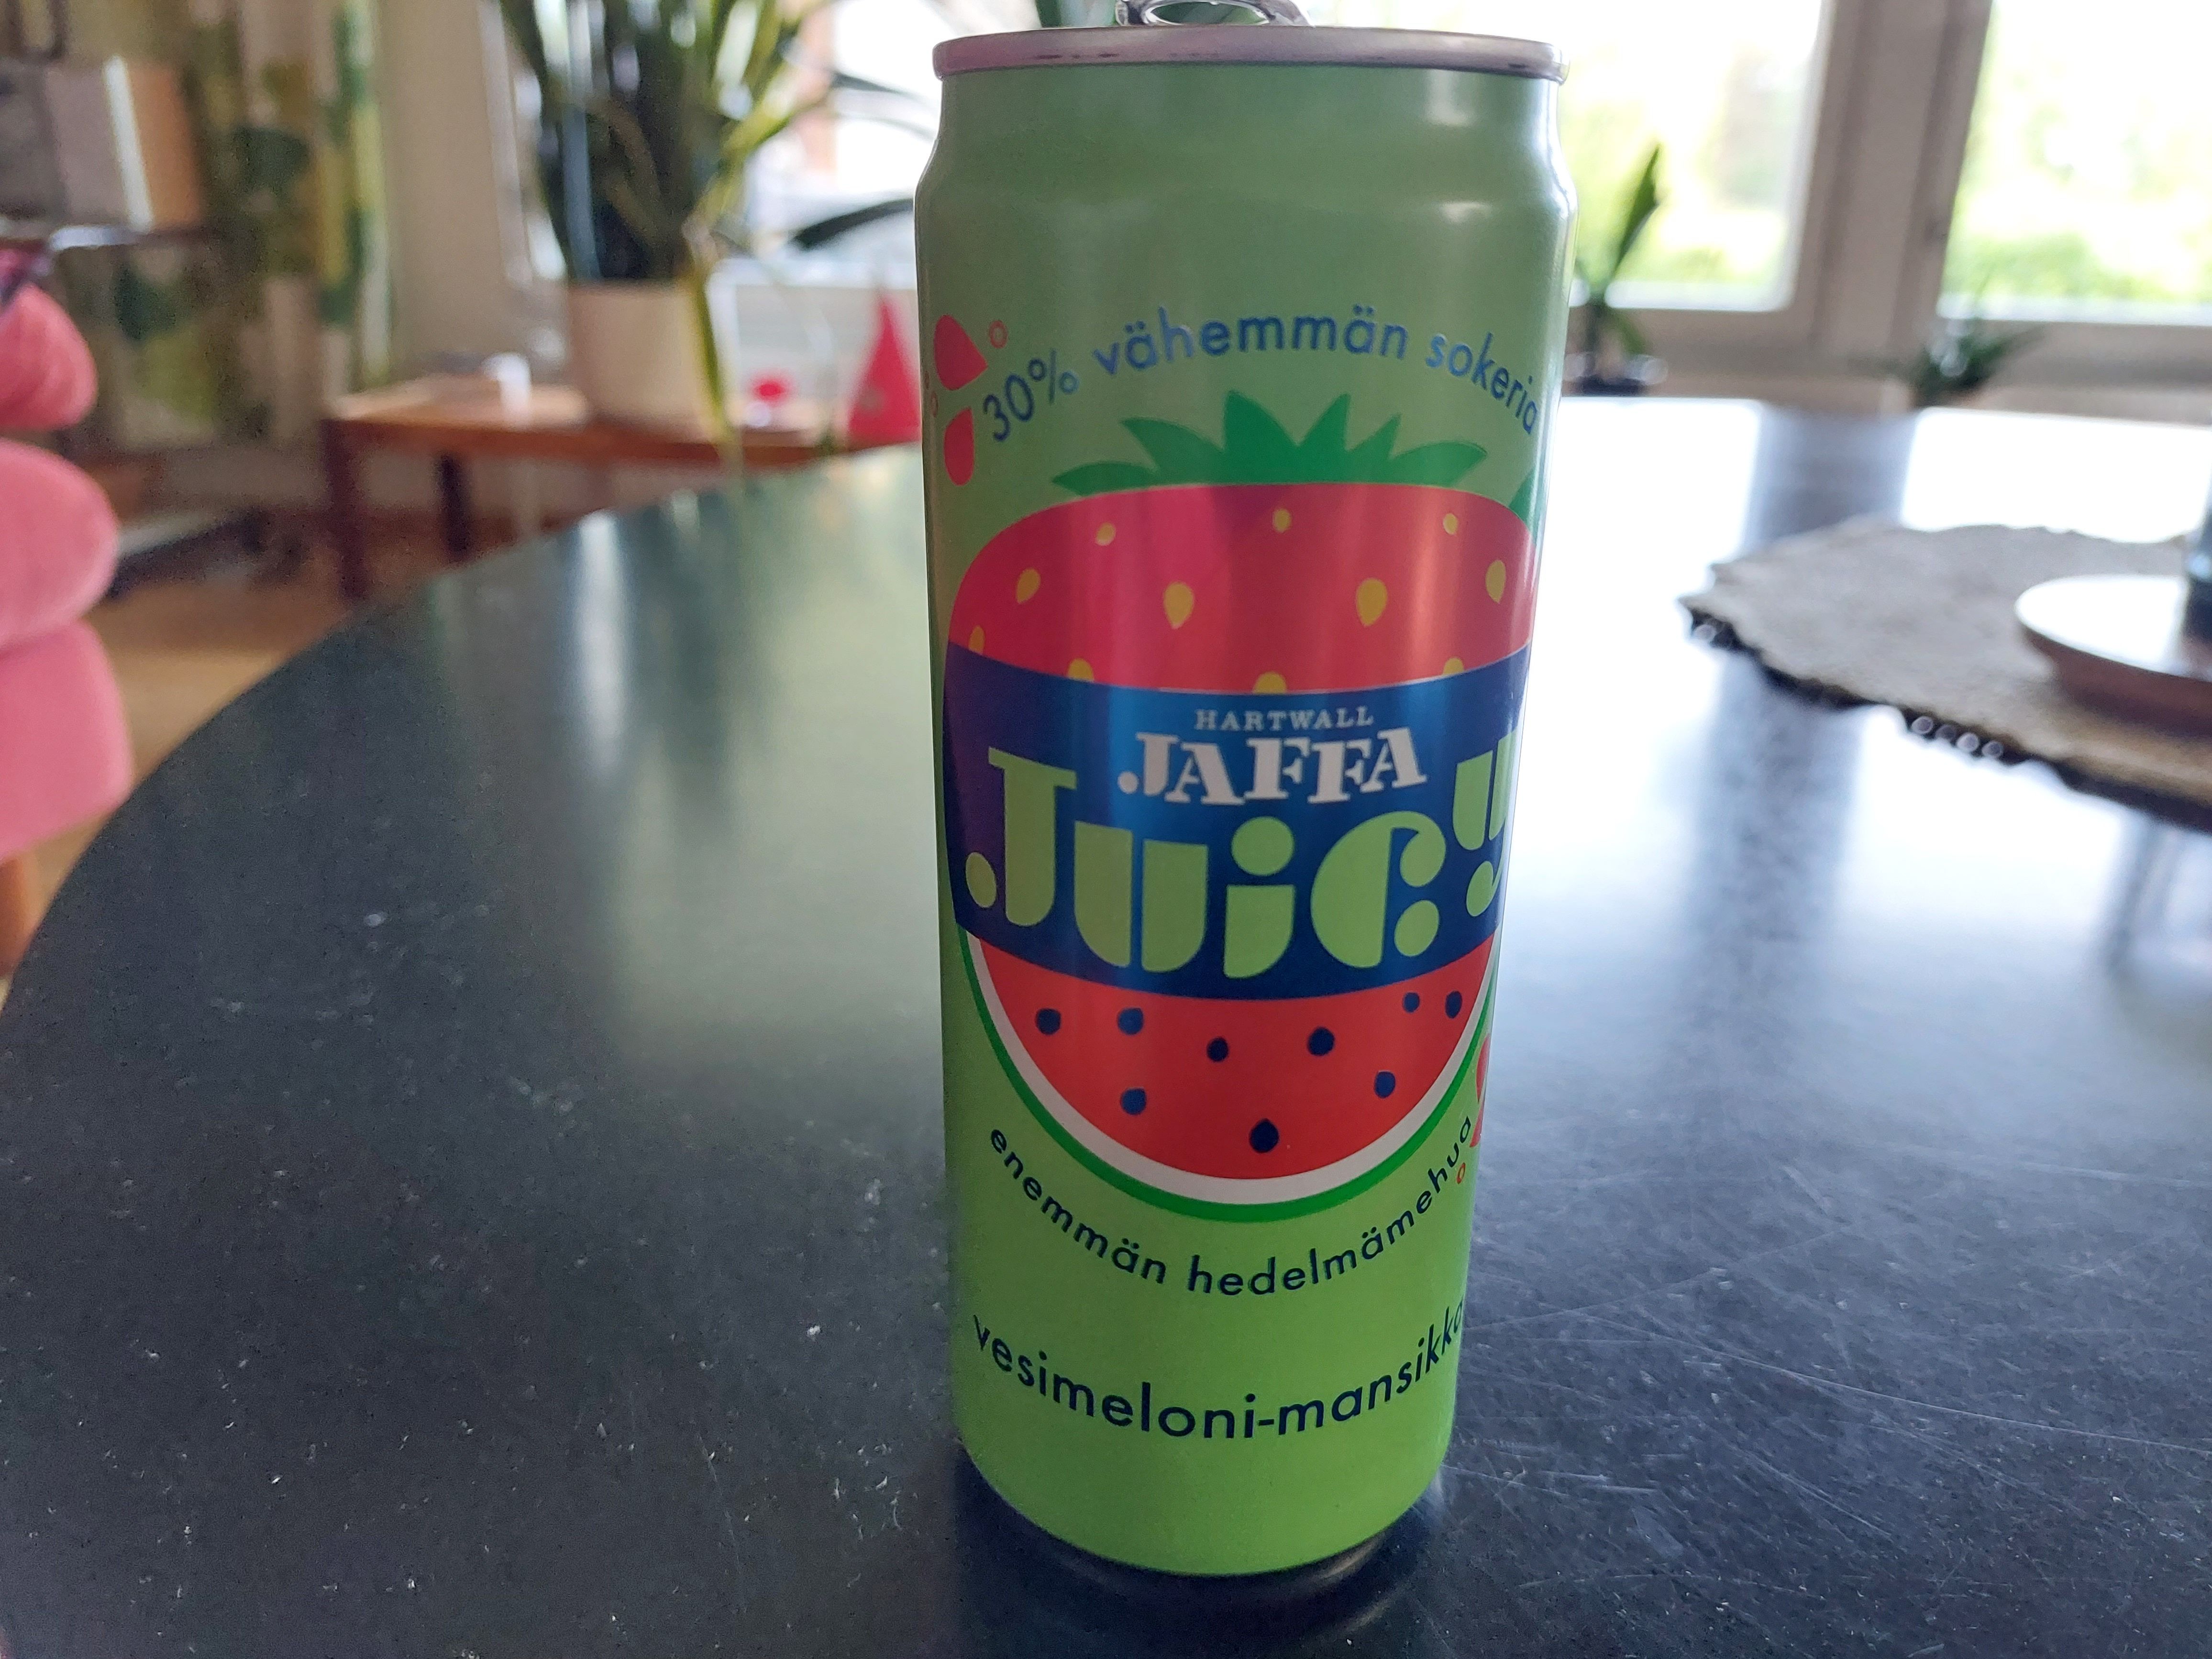 30% vähemmän sokeria
HARTWALL
JAFFA
JUiCy
enemmän hedelmämehua
vesimeloni-mansikka